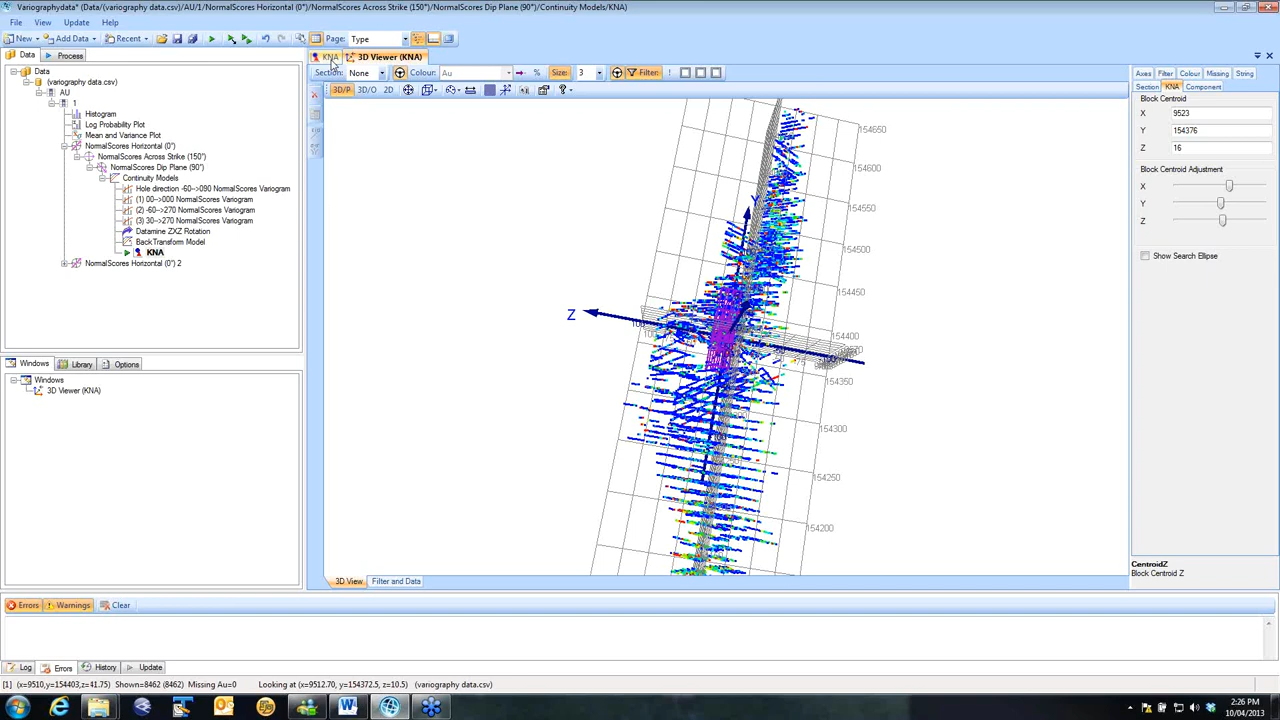 Variographydata* (Data/(variography data.csv)/AU/1/NormalScores Horizontal (0°)/NormalScores Across Strike (150°)/NormalScores Dip Plane (90°)/Continuity Models/KNA)
File View Update Help
New Add Data Recent Page: Type
Data Process
KNA 3D Viewer (KNA)
Section: None Colour: Au % Size: 3 Filter: !
3D/P 3D/O 2D
Data
(variography data.csv)
AU
1
Histogram
Log Probability Plot
Mean and Variance Plot
NormalScores Horizontal (0°)
NormalScores Across Strike (150°)
NormalScores Dip Plane (90°)
Continuity Models
Hole direction -60-->090 NormalScores Variogram
(1) 00-->000 NormalScores Variogram
(2) -60-->270 NormalScores Variogram
(3) 30-->270 NormalScores Variogram
Datamine ZXZ Rotation
BackTransform Model
KNA
NormalScores Horizontal (0°) 2
Windows Library Options
Windows
3D Viewer (KNA)
154650
154600
154550
154500
154450
154400
154350
154300
154250
154200
Y
Z
3D View Filter and Data
Axes Filter Colour Missing String
Section KNA Component
Block Centroid
X 9523
Y 154376
Z 16
Block Centroid Adjustment
X
Y
Z
Show Search Ellipse
CentroidZ
Block Centroid Z
Errors Warnings Clear
Log Errors History Update
[1] (x=9510,y=154403,z=41.75) Shown=8462 (8462) Missing Au=0 Looking at (x=9512.70, y=154372.5, z=10.5) (variography data.csv)
2:26 PM
10/04/2013